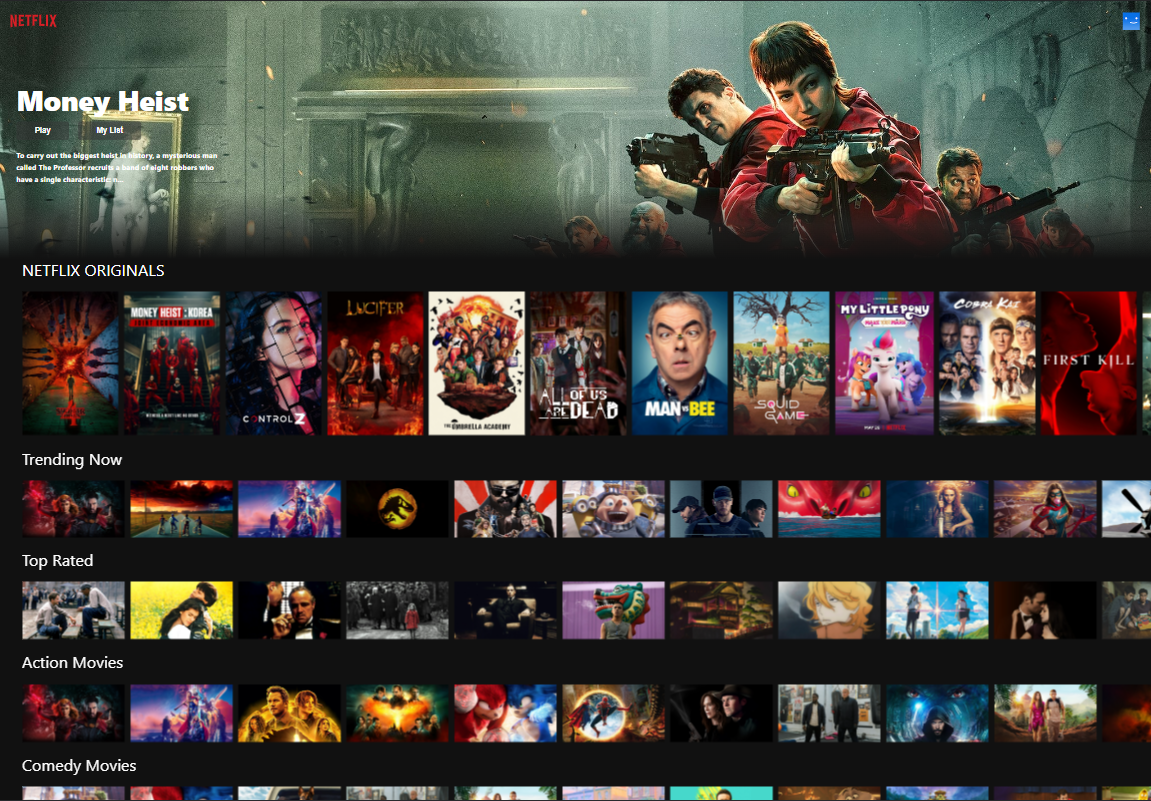 NETFLIX
Money Heist
Play
My List
To carry out the biggest heist in history, a mysterious man
called The Professor recruits a band of eight robbers who
have a single characteristic: n...
NETFLIX ORIGINALS
MONEY HEIST : KOREA
CONTROL Z
LUCIFER
THE UMBRELLA ACADEMY
ALL OF US
ARE DEAD
MAN VS BEE
SQUID
GAME
MY LITTLE PONY
COBRA KAI
FIRST KILL
Trending Now
Top Rated
Action Movies
Comedy Movies